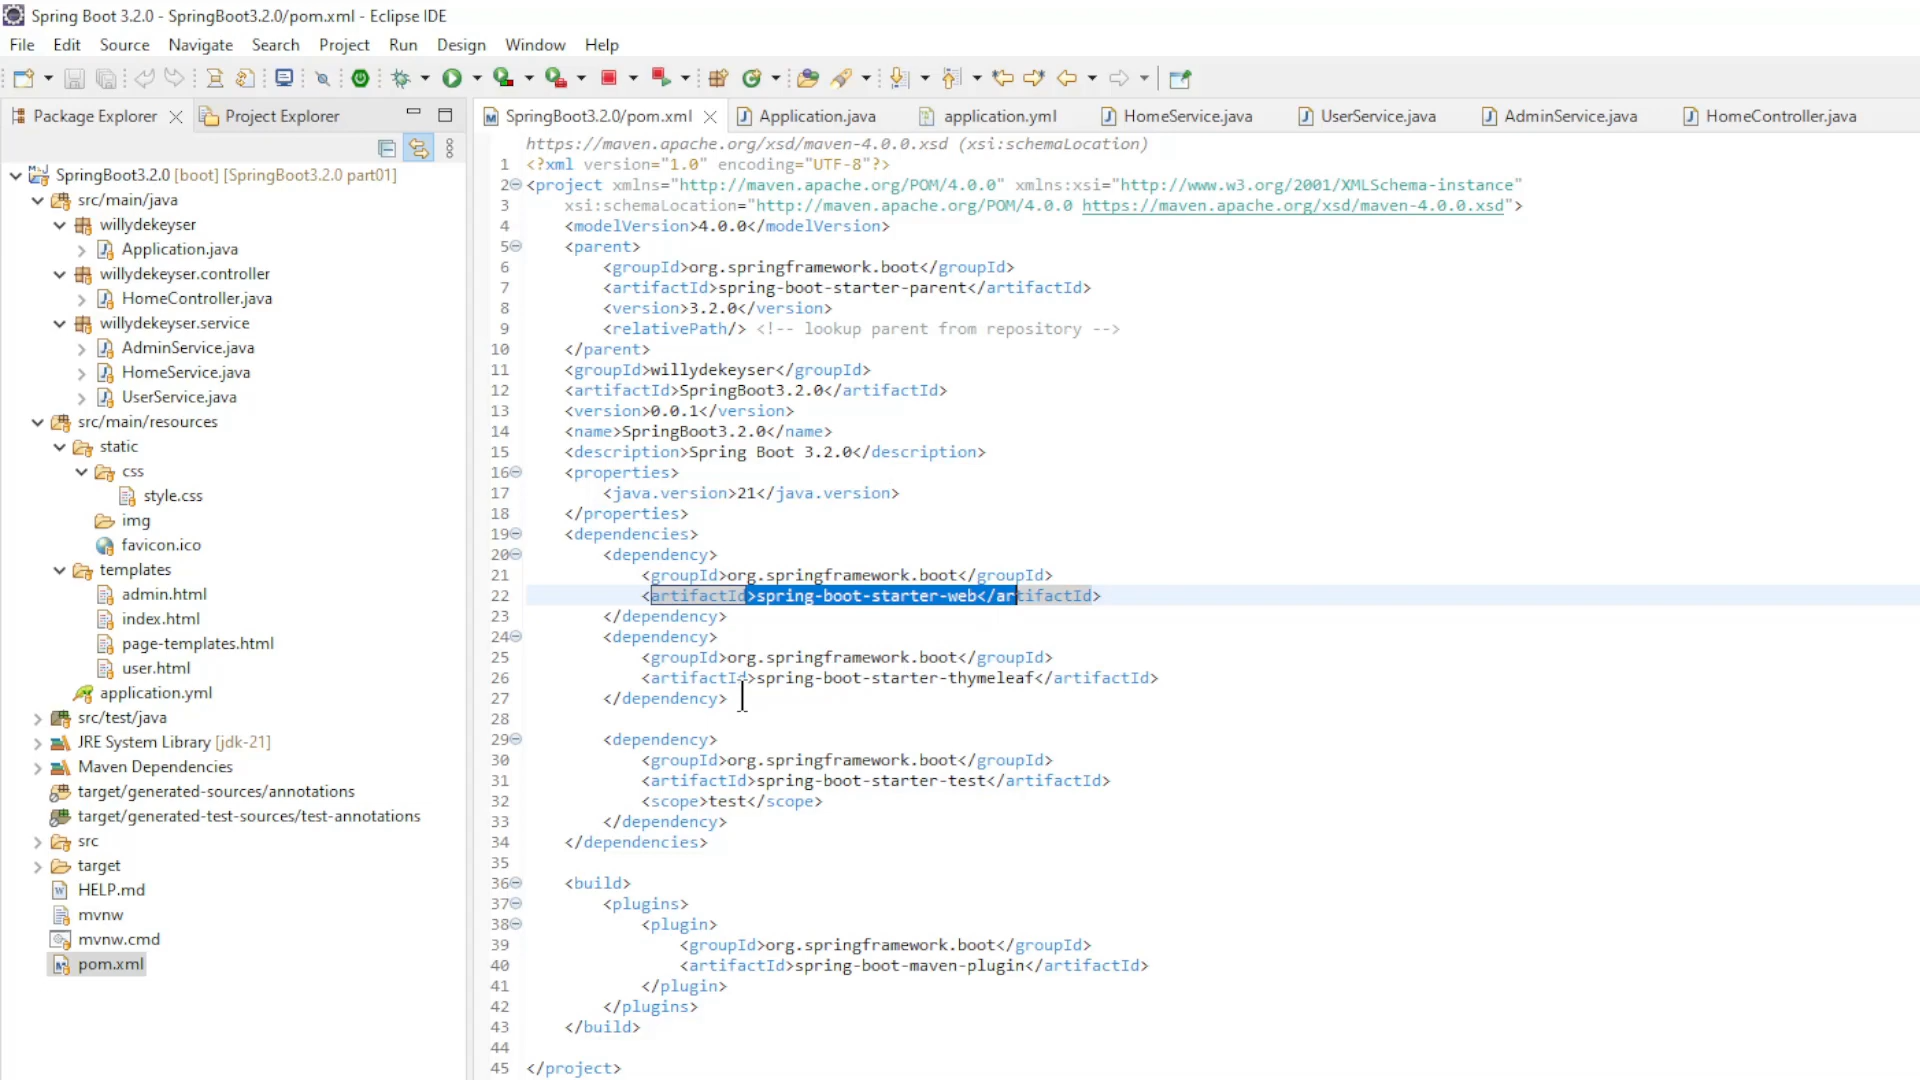 Spring Boot 3.2.0 - SpringBoot3.2.0/pom.xml - Eclipse IDE
File Edit Source Navigate Search Project Run Design Window Help
Package Explorer Project Explorer
SpringBoot3.2.0 [boot] [SpringBoot3.2.0 part01]
src/main/java
willydekeyser
Application.java
willydekeyser.controller
HomeController.java
willydekeyser.service
AdminService.java
HomeService.java
UserService.java
src/main/resources
static
css
style.css
img
favicon.ico
templates
admin.html
index.html
page-templates.html
user.html
application.yml
src/test/java
JRE System Library [jdk-21]
Maven Dependencies
target/generated-sources/annotations
target/generated-test-sources/test-annotations
src
target
HELP.md
mvnw
mvnw.cmd
pom.xml
SpringBoot3.2.0/pom.xml Application.java application.yml HomeService.java UserService.java AdminService.java HomeController.java
https://maven.apache.org/xsd/maven-4.0.0.xsd (xsi:schemaLocation)
1 <?xml version="1.0" encoding="UTF-8"?>
2 <project xmlns="http://maven.apache.org/POM/4.0.0" xmlns:xsi="http://www.w3.org/2001/XMLSchema-instance"
3 xsi:schemaLocation="http://maven.apache.org/POM/4.0.0 https://maven.apache.org/xsd/maven-4.0.0.xsd">
4 <modelVersion>4.0.0</modelVersion>
5 <parent>
6 <groupId>org.springframework.boot</groupId>
7 <artifactId>spring-boot-starter-parent</artifactId>
8 <version>3.2.0</version>
9 <relativePath/> <!-- lookup parent from repository -->
10 </parent>
11 <groupId>willydekeyser</groupId>
12 <artifactId>SpringBoot3.2.0</artifactId>
13 <version>0.0.1</version>
14 <name>SpringBoot3.2.0</name>
15 <description>Spring Boot 3.2.0</description>
16 <properties>
17 <java.version>21</java.version>
18 </properties>
19 <dependencies>
20 <dependency>
21 <groupId>org.springframework.boot</groupId>
22 <artifactId>spring-boot-starter-web</artifactId>
23 </dependency>
24 <dependency>
25 <groupId>org.springframework.boot</groupId>
26 <artifactId>spring-boot-starter-thymeleaf</artifactId>
27 </dependency>
28
29 <dependency>
30 <groupId>org.springframework.boot</groupId>
31 <artifactId>spring-boot-starter-test</artifactId>
32 <scope>test</scope>
33 </dependency>
34 </dependencies>
35
36 <build>
37 <plugins>
38 <plugin>
39 <groupId>org.springframework.boot</groupId>
40 <artifactId>spring-boot-maven-plugin</artifactId>
41 </plugin>
42 </plugins>
43 </build>
44
45 </project>